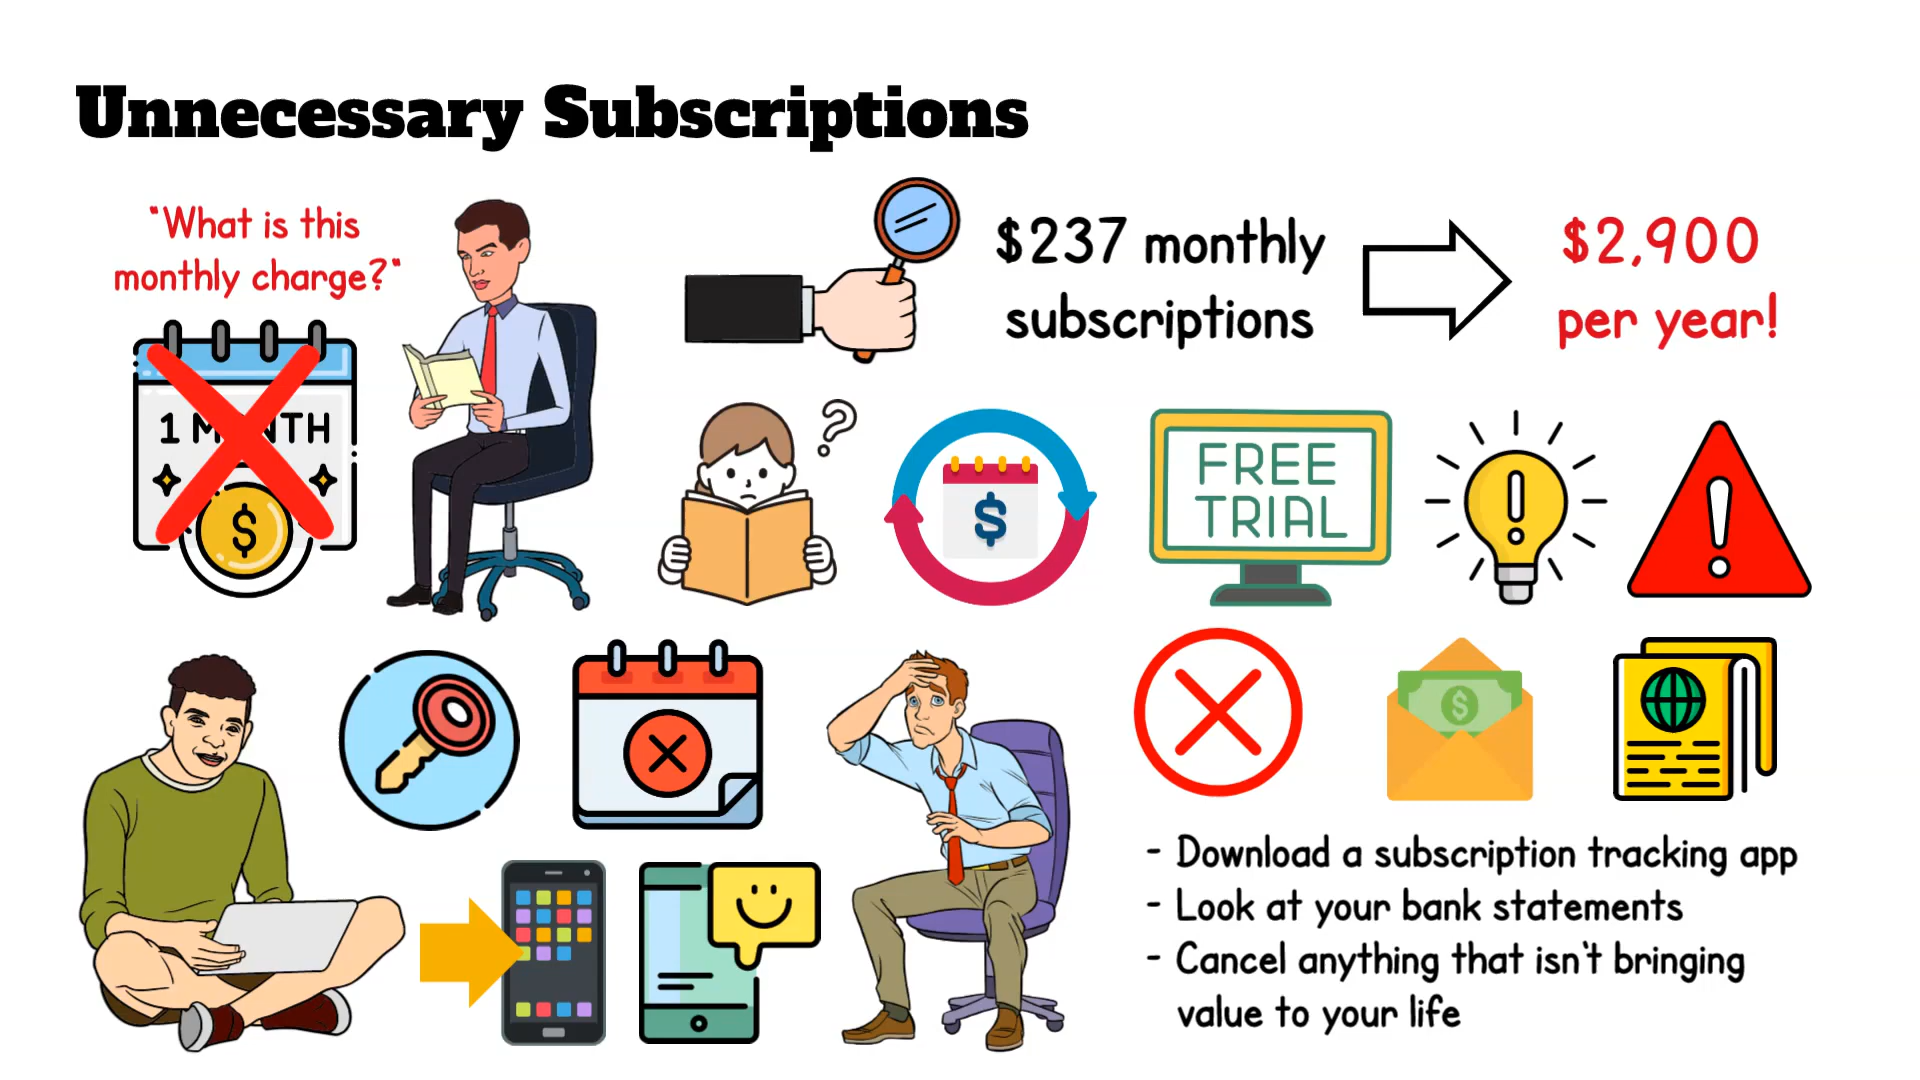 Unnecessary Subscriptions
"What is this
monthly charge?"
1 MONTH
$
$237 monthly
subscriptions
$2,900
per year!
?
$
FREE
TRIAL
!
!
$
- Download a subscription tracking app
- Look at your bank statements
- Cancel anything that isn't bringing
value to your life